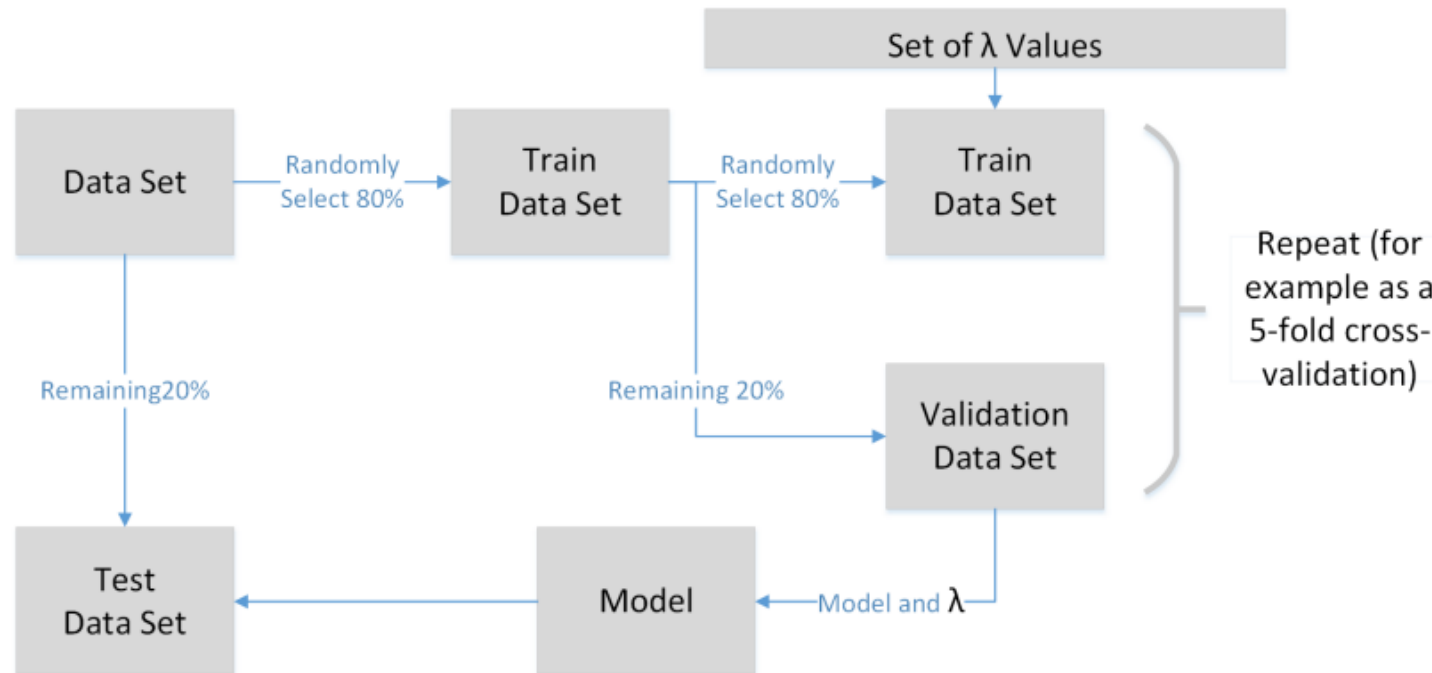 Set of λ Values
Data Set
Randomly
Select 80%
Train
Data Set
Randomly
Select 80%
Train
Data Set
Repeat (for
example as a
5-fold cross-
validation)
Remaining20%
Remaining 20%
Validation
Data Set
Test
Data Set
Model
Model and λ